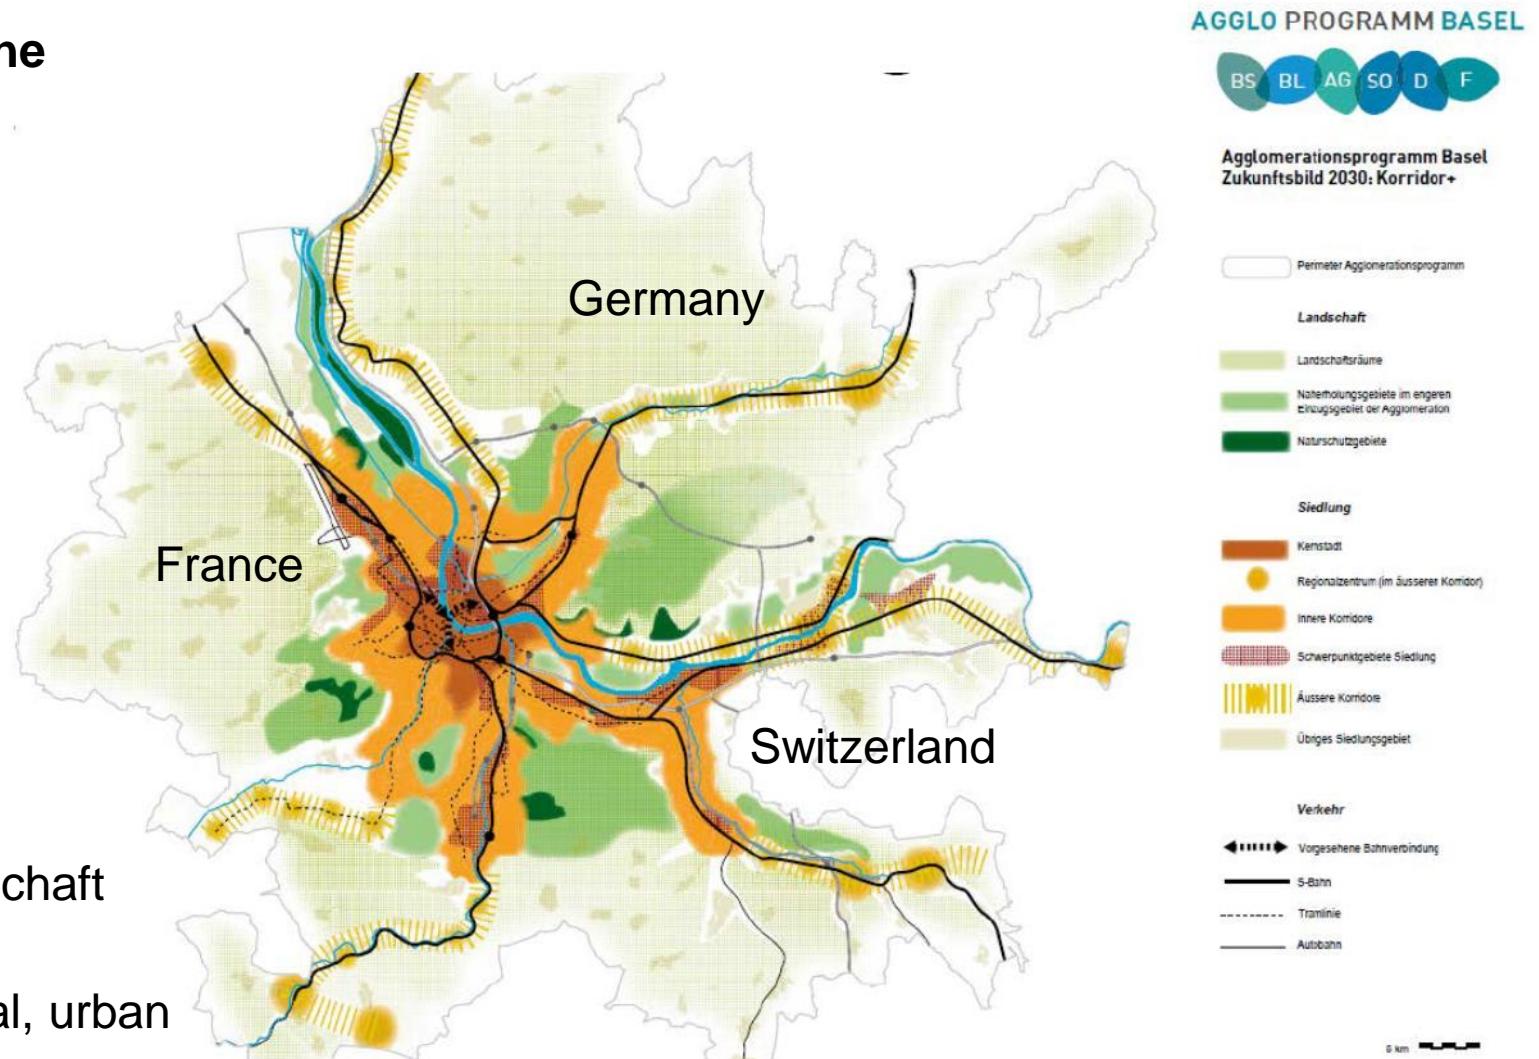 ne
AGGLO PROGRAMM BASEL
BS BL AG SO D F
Agglomerationsprogramm Basel
Zukunftsbild 2030: Korridor+
Perimeter Agglomerationsprogramm
Landschaft
Landschaftsräume
Naherholungsgebiete im engeren
Einzugsgebiet der Agglomeration
Naturschutzgebiete
Siedlung
Kernstadt
Regionalzentrum (im äusseren Korridor)
Innere Korridore
Schwerpunktgebiete Siedlung
Äussere Korridore
Übriges Siedlungsgebiet
Verkehr
Vorgesehene Bahnverbindung
S-Bahn
Tramlinie
Autobahn
5 km
Germany
France
Switzerland
chaft
al, urban